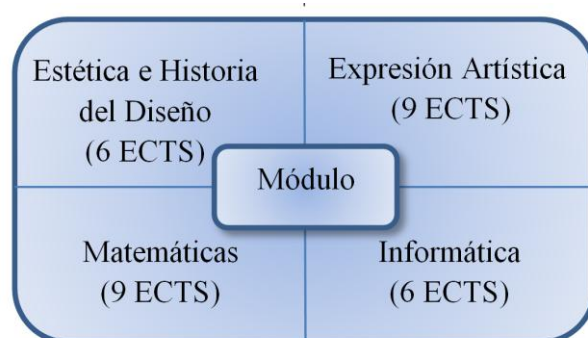 Estética e Historia
del Diseño
(6 ECTS)
Expresión Artística
(9 ECTS)
Módulo
Matemáticas
(9 ECTS)
Informática
(6 ECTS)